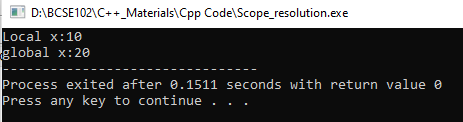 D:\BCSE102\C++_Materials\Cpp Code\Scope_resolution.exe
Local x:10
global x:20
--------------------------------
Process exited after 0.1511 seconds with return value 0
Press any key to continue . . .